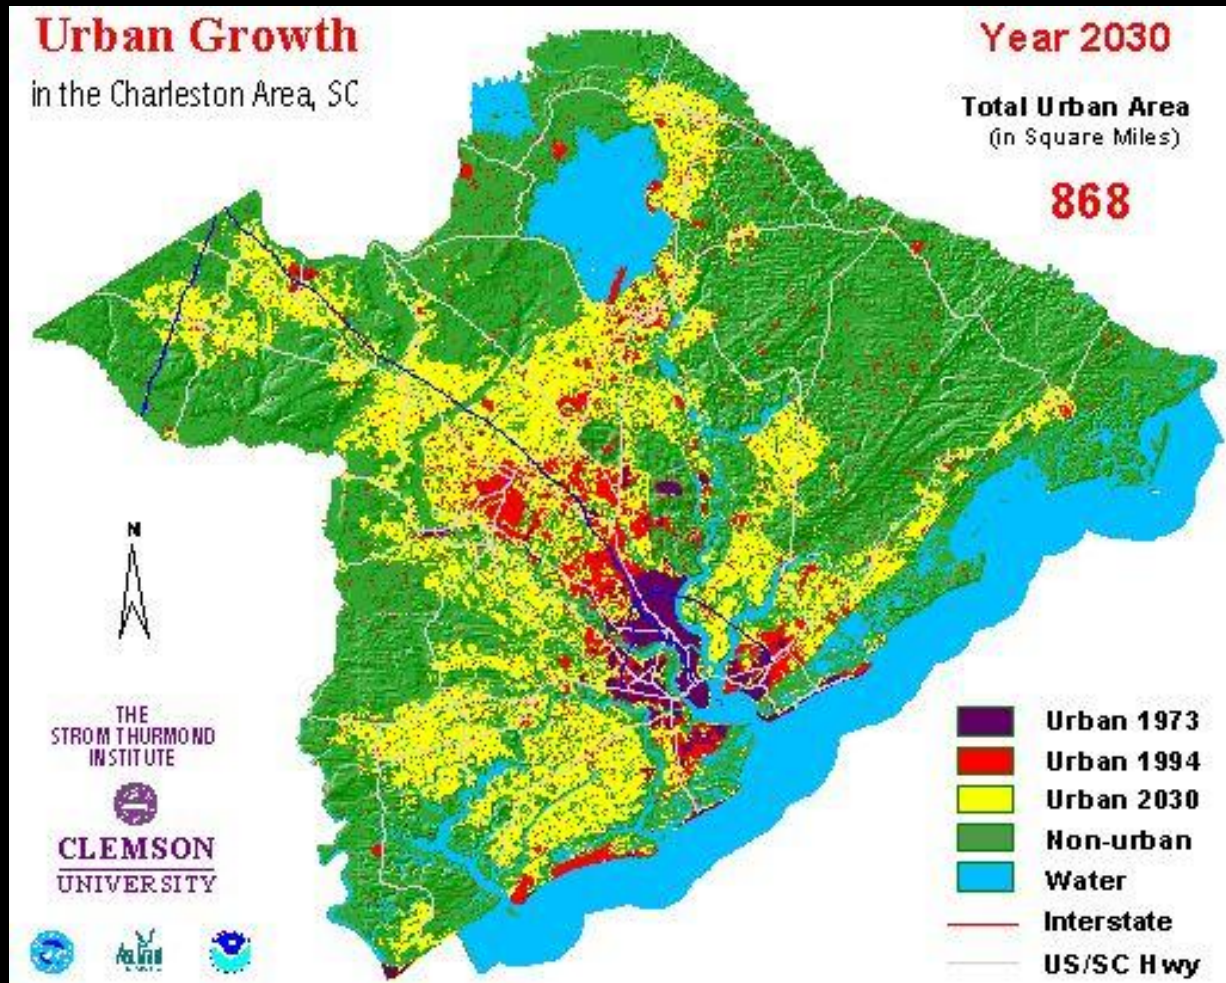 Urban Growth
in the Charleston Area, SC
Year 2030
Total Urban Area
(in Square Miles)
868
N
THE
STROM THURMOND
INSTITUTE
CLEMSON
UNIVERSITY
Urban 1973
Urban 1994
Urban 2030
Non-urban
Water
Interstate
US/SC Hwy